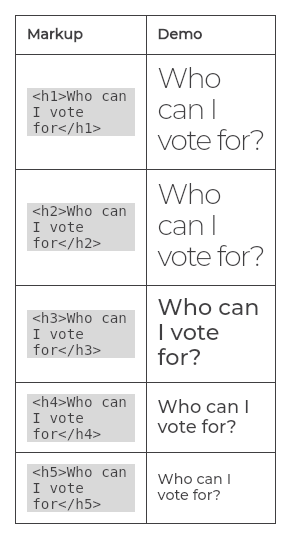 Markup
Demo
<h1>Who can
I vote
for</h1>
Who
can I
vote for?
<h2>Who can
I vote
for</h2>
Who
can I
vote for?
<h3>Who can
I vote
for</h3>
Who can
I vote
for?
<h4>Who can
I vote
for</h4>
Who can I
vote for?
<h5>Who can
I vote
for</h5>
Who can I
vote for?